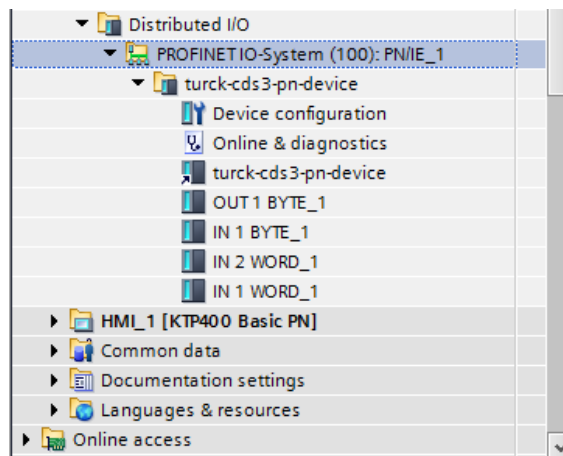 Distributed I/O
PROFINET IO-System (100): PN/IE_1
turck-cds3-pn-device
Device configuration
Online & diagnostics
turck-cds3-pn-device
OUT 1 BYTE_1
IN 1 BYTE_1
IN 2 WORD_1
IN 1 WORD_1
HMI_1 [KTP400 Basic PN]
Common data
Documentation settings
Languages & resources
Online access